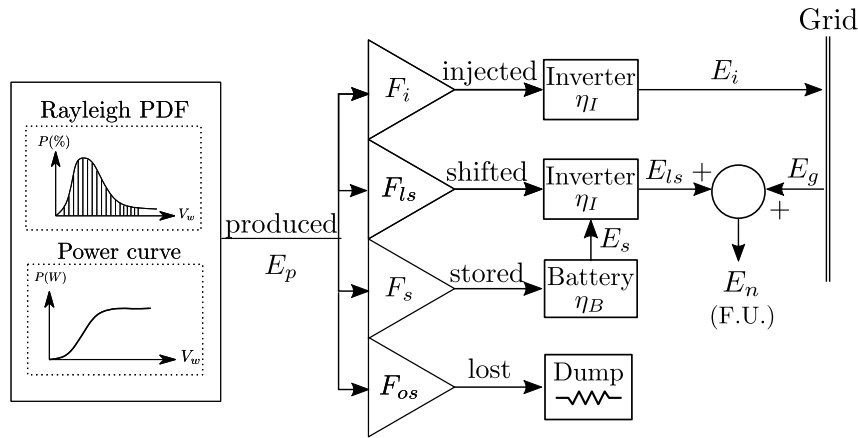 Grid
injected
F_i
Inverter
η_I
E_i
Rayleigh PDF
P(%)
V_w
shifted
F_ls
Inverter
η_I
E_ls +
E_g
+
produced
E_p
Power curve
P(W)
V_w
E_s
stored
F_s
Battery
η_B
E_n
(F.U.)
lost
F_os
Dump